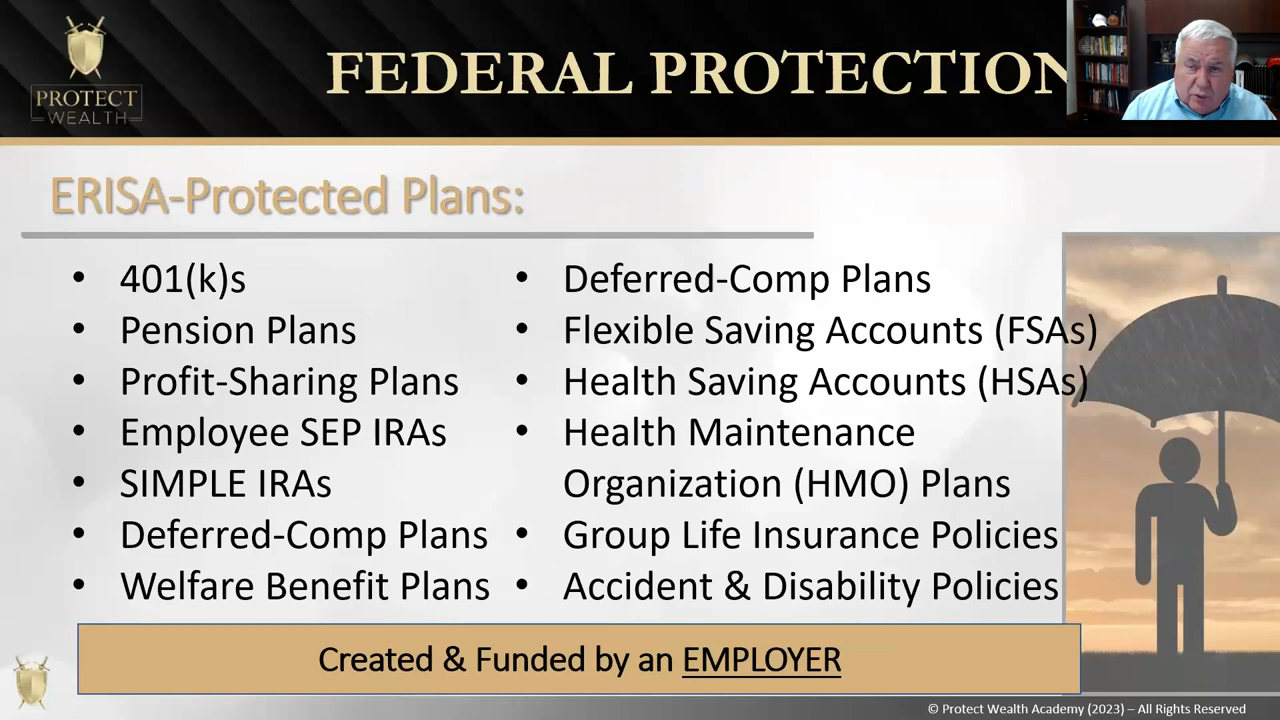 PROTECT
WEALTH
FEDERAL PROTECTION
ERISA-Protected Plans:
• 401(k)s
• Pension Plans
• Profit-Sharing Plans
• Employee SEP IRAs
• SIMPLE IRAs
• Deferred-Comp Plans
• Welfare Benefit Plans
• Deferred-Comp Plans
• Flexible Saving Accounts (FSAs)
• Health Saving Accounts (HSAs)
• Health Maintenance
Organization (HMO) Plans
• Group Life Insurance Policies
• Accident & Disability Policies
Created & Funded by an EMPLOYER
© Protect Wealth Academy (2023) – All Rights Reserved